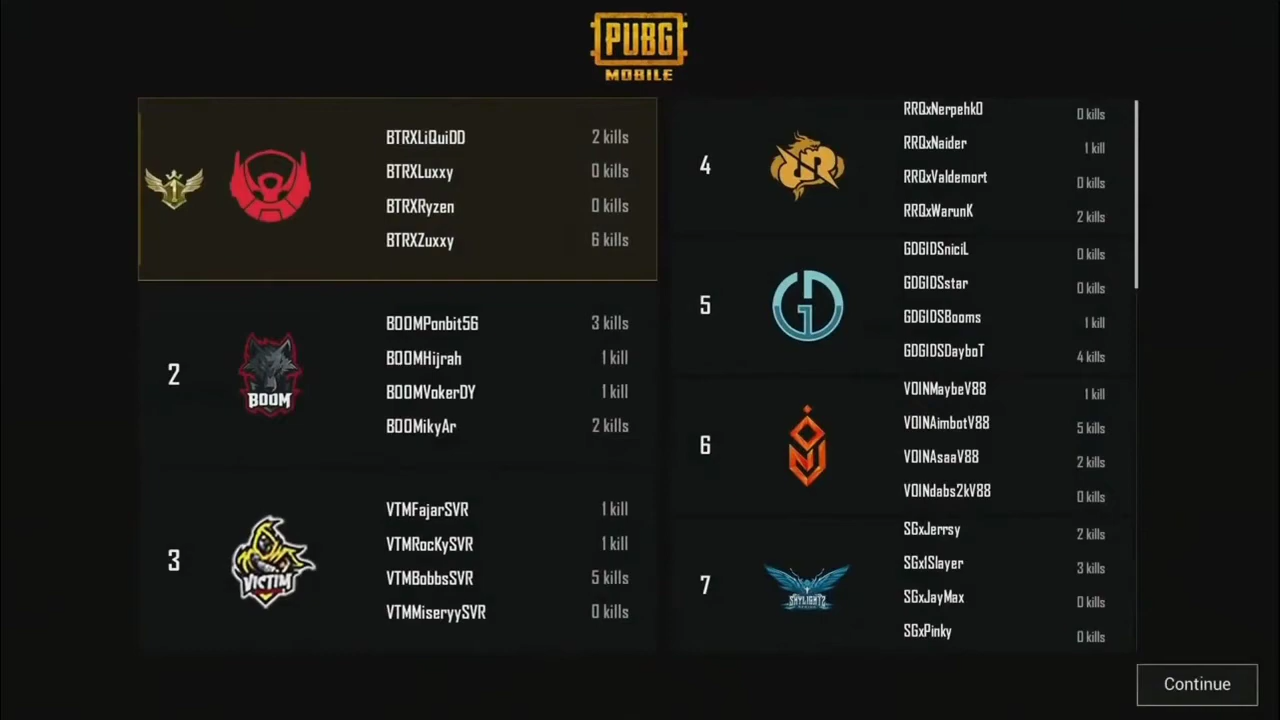 PUBG
MOBILE
1
BTRXLiQuiDD 2 kills
BTRXLuxxy 0 kills
BTRXRyzen 0 kills
BTRXZuxxy 6 kills
2
BOOM
BOOMPonbit56 3 kills
BOOMHijrah 1 kill
BOOMVokerDY 1 kill
BOOMikyAr 2 kills
3
VICTIM
VTMFajarSVR 1 kill
VTMRocKySVR 1 kill
VTMBobbsSVR 5 kills
VTMMiseryySVR 0 kills
4
RRQxNerpehkO 0 kills
RRQxNaider 1 kill
RRQxValdemort 0 kills
RRQxWarunK 2 kills
5
GDGIDSniciL 0 kills
GDGIDSstar 0 kills
GDGIDSBooms 1 kill
GDGIDSDayboT 4 kills
6
VOINMaybeV88 1 kill
VOINAimbotV88 5 kills
VOINAsaaV88 2 kills
VOINdabs2kV88 0 kills
7
SKYLIGHTZ
SGxJerrsy 2 kills
SGxISlayer 3 kills
SGxJayMax 0 kills
SGxPinky 0 kills
Continue